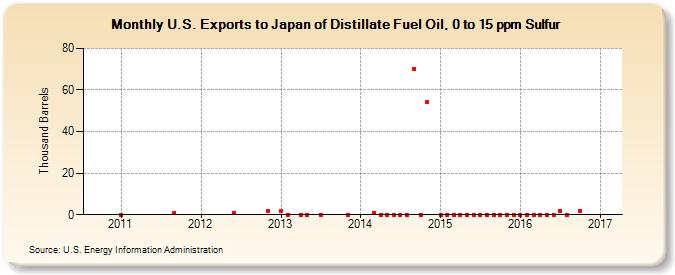 Monthly U.S. Exports to Japan of Distillate Fuel Oil, 0 to 15 ppm Sulfur
Thousand Barrels
80
60
40
20
0
2011 2012 2013 2014 2015 2016 2017
Source: U.S. Energy Information Administration